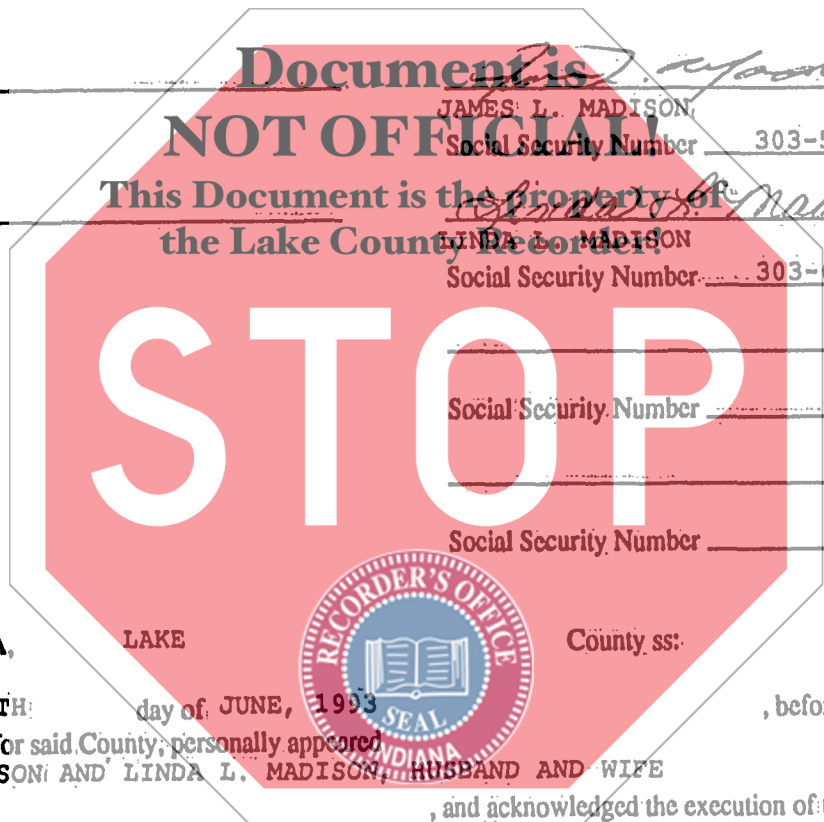 Document is
NOT OFFICIAL!
This Document is the property of
the Lake County Recorder!
STOP
JAMES L. MADISON
Social Security Number 303-5
LINDA L. MADISON
Social Security Number 303-
Social Security Number
Social Security Number
RECORDER'S OFFICE
SEAL
INDIANA
A, LAKE County ss:
TH day of JUNE, 1993 , befo
or said County, personally appeared
SON AND LINDA L. MADISON, HUSBAND AND WIFE
, and acknowledged the execution of